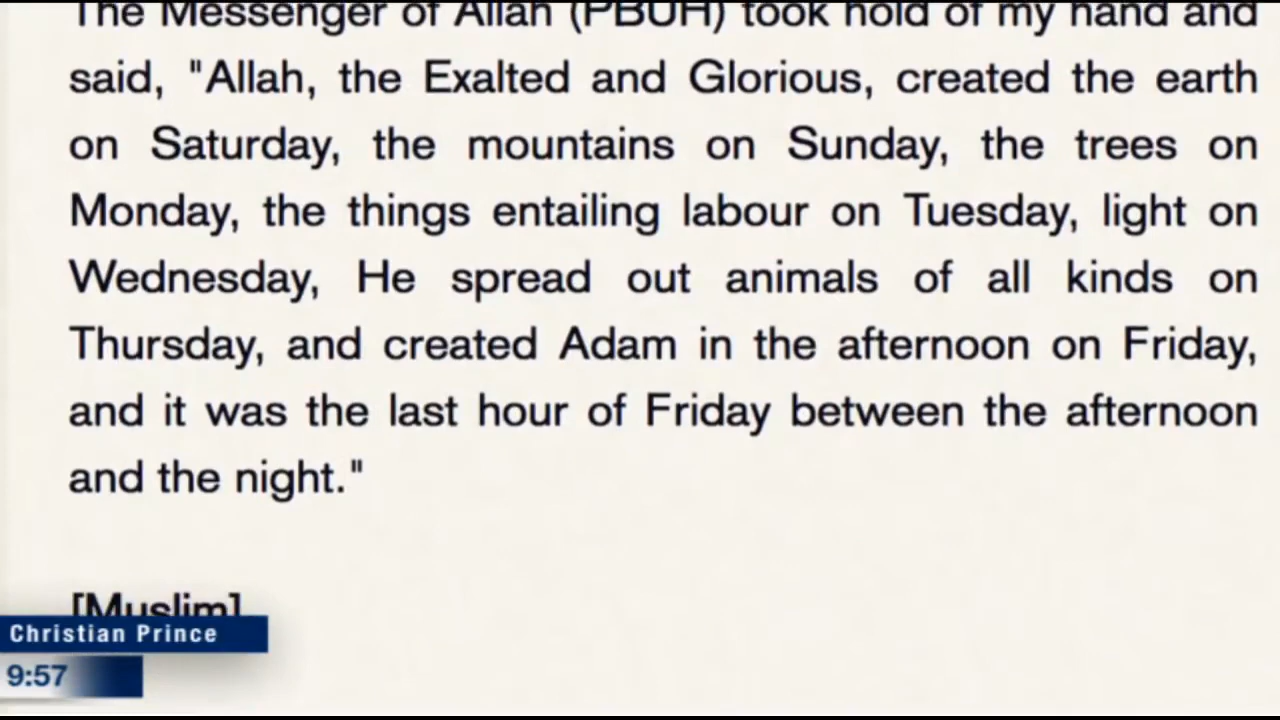 The Messenger of Allah (PBUH) took hold of my hand and
said, "Allah, the Exalted and Glorious, created the earth
on Saturday, the mountains on Sunday, the trees on
Monday, the things entailing labour on Tuesday, light on
Wednesday, He spread out animals of all kinds on
Thursday, and created Adam in the afternoon on Friday,
and it was the last hour of Friday between the afternoon
and the night."
[Muslim]
Christian Prince
9:57